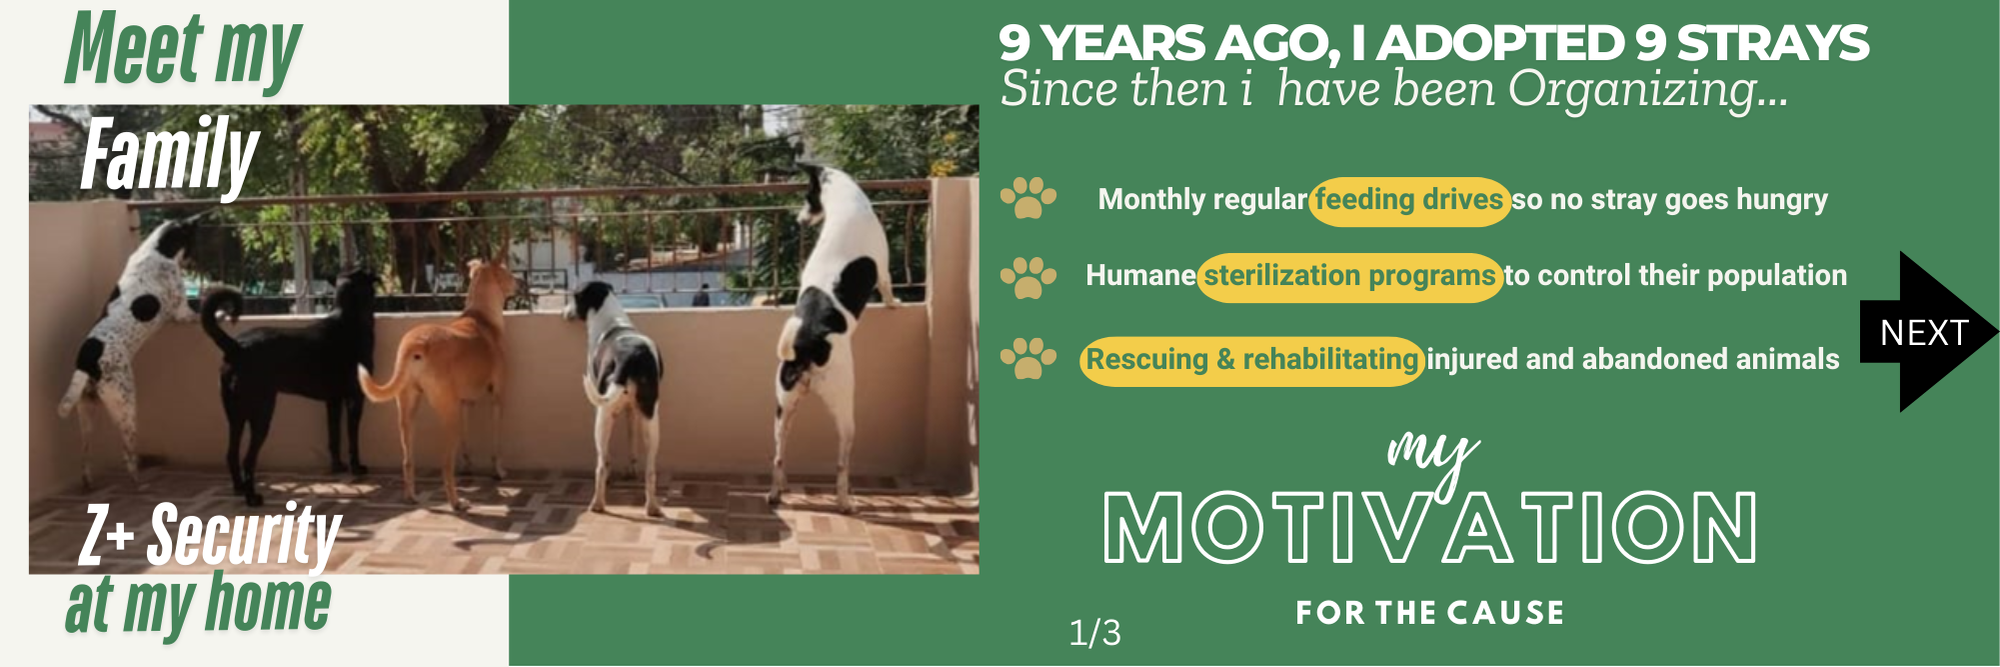 Meet my
Family
Z+ Security
at my home
9 YEARS AGO, I ADOPTED 9 STRAYS
Since then i have been Organizing...
Monthly regular feeding drives so no stray goes hungry
Humane sterilization programs to control their population
Rescuing & rehabilitating injured and abandoned animals
NEXT
my
MOTIVATION
FOR THE CAUSE
1/3